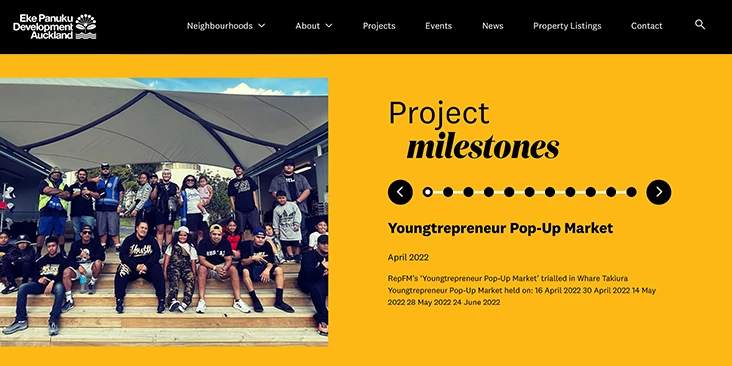 Eke Panuku
Development
Auckland
Neighbourhoods
About
Projects
Events
News
Property Listings
Contact
Project
milestones
Youngtrepreneur Pop-Up Market
April 2022
RepFM's 'Youngtrepreneur Pop-Up Market' trialled in Whare Takiura
Youngtrepreneur Pop-Up Market held on: 16 April 2022 30 April 2022 14 May
2022 28 May 2022 24 June 2022